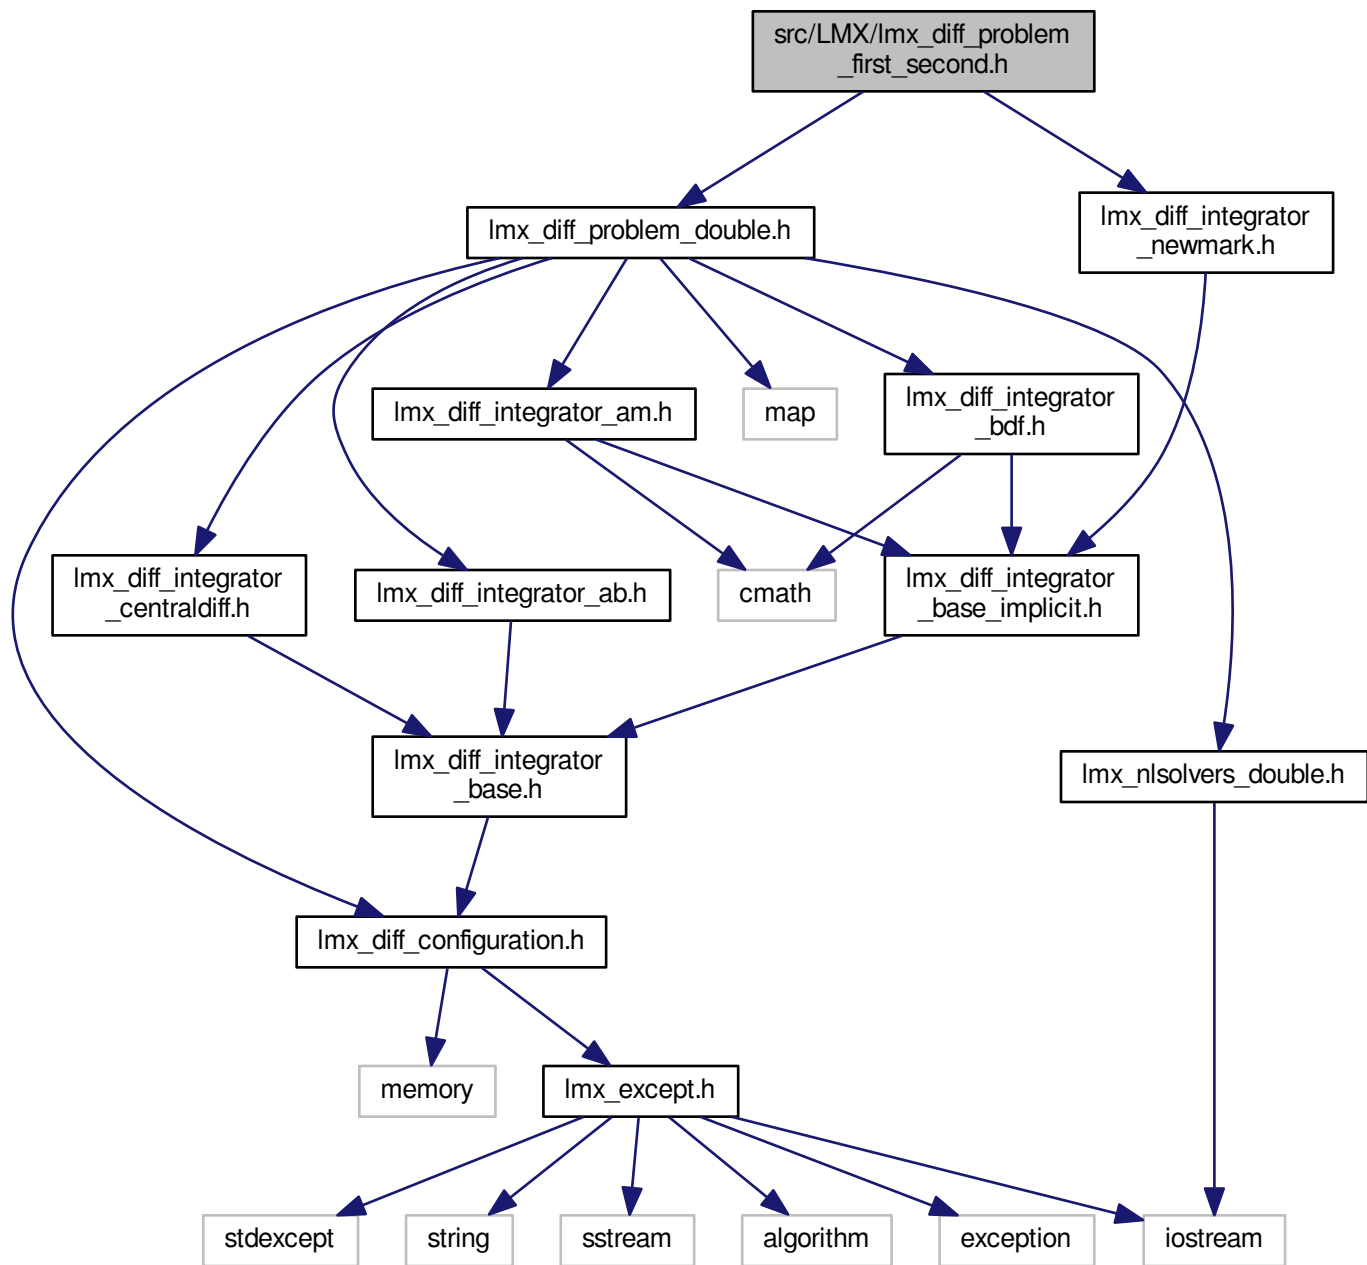 src/LMX/lmx_diff_problem
_first_second.h
lmx_diff_problem_double.h
lmx_diff_integrator
_newmark.h
lmx_diff_integrator_am.h
map
lmx_diff_integrator
_bdf.h
lmx_diff_integrator
_centraldiff.h
lmx_diff_integrator_ab.h
cmath
lmx_diff_integrator
_base_implicit.h
lmx_diff_integrator
_base.h
lmx_nlsolvers_double.h
lmx_diff_configuration.h
memory
lmx_except.h
stdexcept
string
sstream
algorithm
exception
iostream